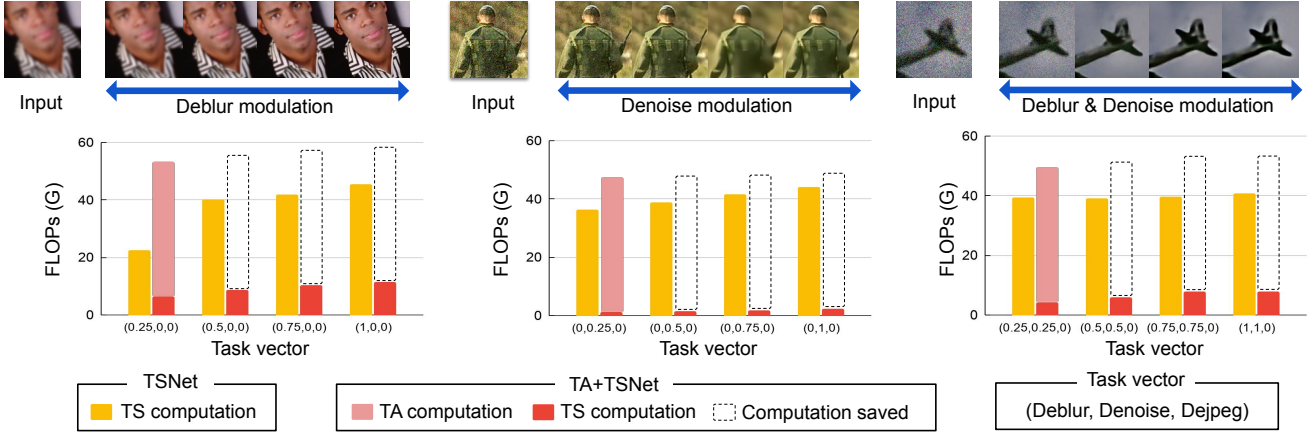 Input
Deblur modulation
Input
Denoise modulation
Input
Deblur & Denoise modulation
FLOPs (G)
60
40
20
0
(0.25,0,0)
(0.5,0,0)
(0.75,0,0)
(1,0,0)
Task vector
FLOPs (G)
60
40
20
0
(0,0.25,0)
(0,0.5,0)
(0,0.75,0)
(0,1,0)
Task vector
FLOPs (G)
60
40
20
0
(0.25,0.25,0)
(0.5,0.5,0)
(0.75,0.75,0)
(1,1,0)
Task vector
TSNet
TS computation
TA+TSNet
TA computation
TS computation
Computation saved
Task vector
(Deblur, Denoise, Dejpeg)